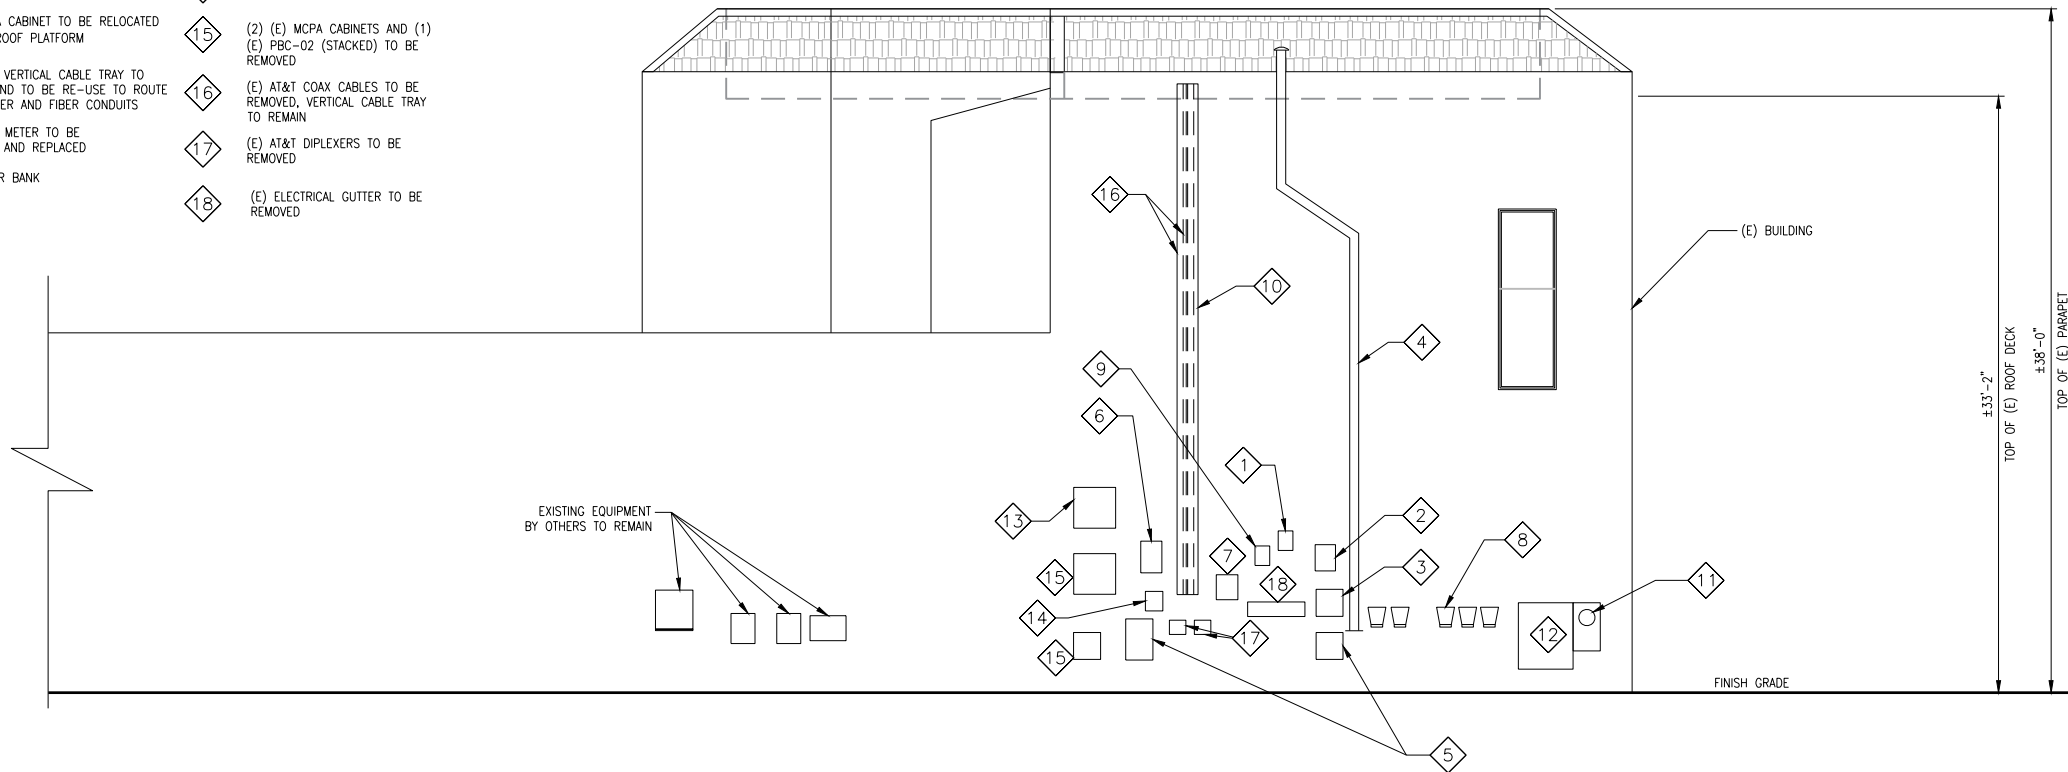 CABINET TO BE RELOCATED
ROOF PLATFORM
VERTICAL CABLE TRAY TO
AND TO BE RE-USE TO ROUTE
AND FIBER CONDUITS
METER TO BE
AND REPLACED
BANK
15
(2) (E) MCPA CABINETS AND (1)
(E) PBC-02 (STACKED) TO BE
REMOVED
16
(E) AT&T COAX CABLES TO BE
REMOVED, VERTICAL CABLE TRAY
TO REMAIN
17
(E) AT&T DIPLEXERS TO BE
REMOVED
18
(E) ELECTRICAL GUTTER TO BE
REMOVED
16
(E) BUILDING
10
4
9
6
1
EXISTING EQUIPMENT
BY OTHERS TO REMAIN
13
2
8
7
3
15
18
11
14
17
12
15
FINISH GRADE
5
±33'-2"
TOP OF (E) ROOF DECK
±38'-0"
TOP OF (E) PARAPET